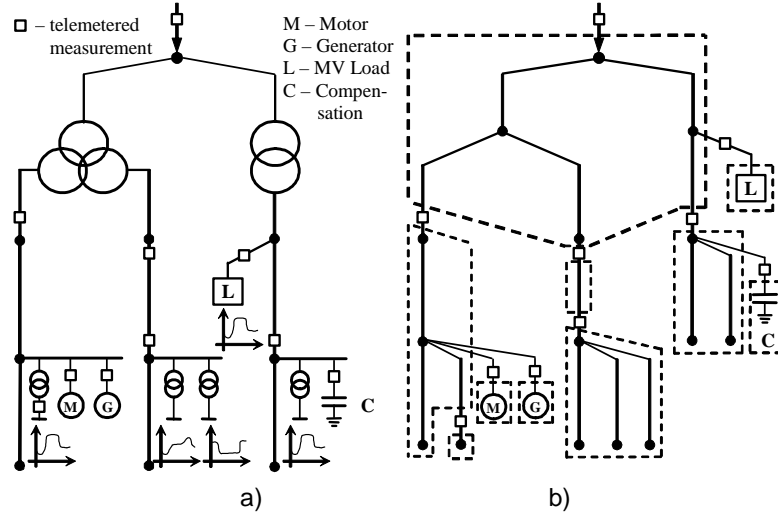 – telemetered
measurement
M – Motor
G – Generator
L – MV Load
C – Compen-
sation
L
L
M
G
C
C
M
G
a)
b)